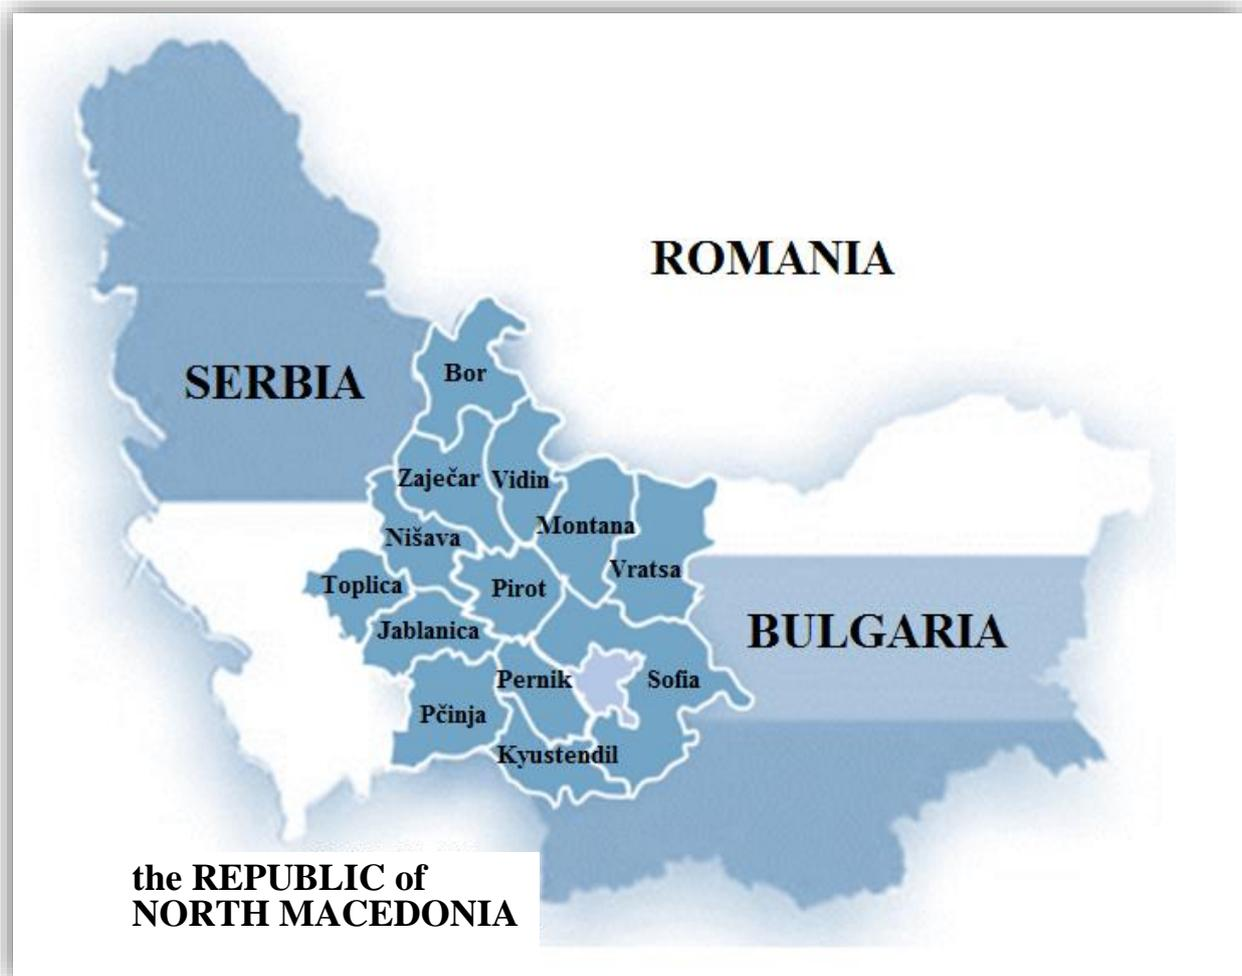 ROMANIA
SERBIA
Bor
Zaječar
Vidin
Montana
Nišava
Vratsa
Toplica
Pirot
Jablanica
BULGARIA
Pernik
Sofia
Pčinja
Kyustendil
the REPUBLIC of
NORTH MACEDONIA